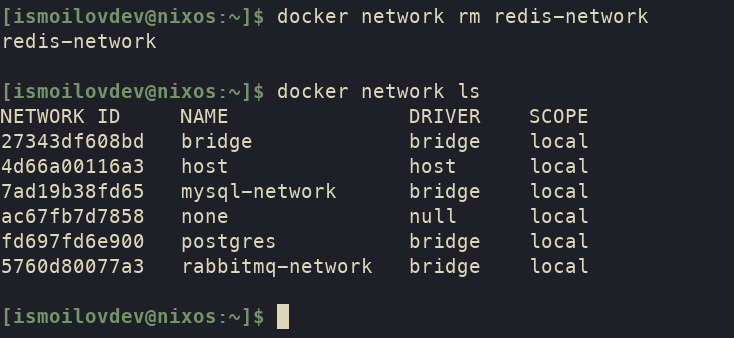 [ismoilovdev@nixos:~]$ docker network rm redis-network
redis-network
[ismoilovdev@nixos:~]$ docker network ls
NETWORK ID     NAME               DRIVER    SCOPE
27343df608bd   bridge             bridge    local
4d66a00116a3   host               host      local
7ad19b38fd65   mysql-network      bridge    local
ac67fb7d7858   none               null      local
fd697fd6e900   postgres           bridge    local
5760d80077a3   rabbitmq-network   bridge    local
[ismoilovdev@nixos:~]$